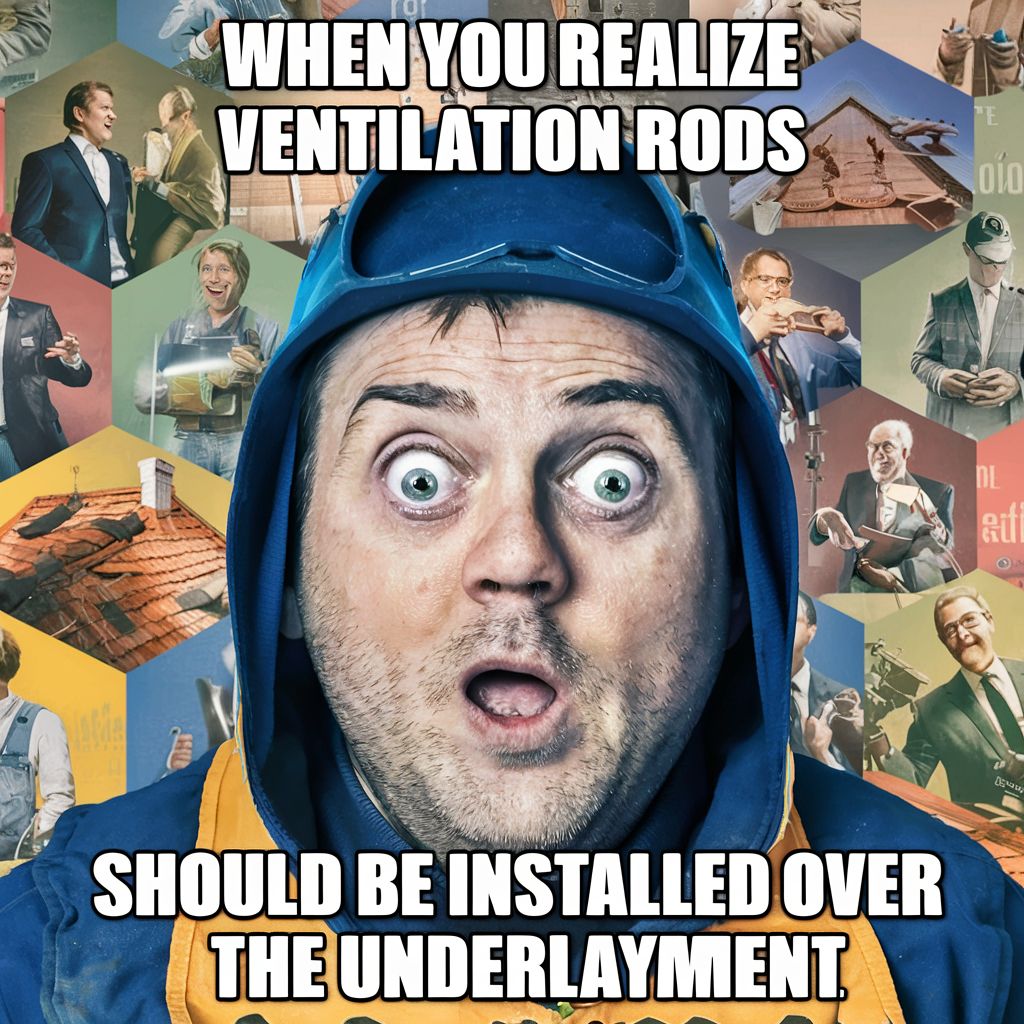 WHEN YOU REALIZE
VENTILATION RODS
SHOULD BE INSTALLED OVER
THE UNDERLAYMENT.